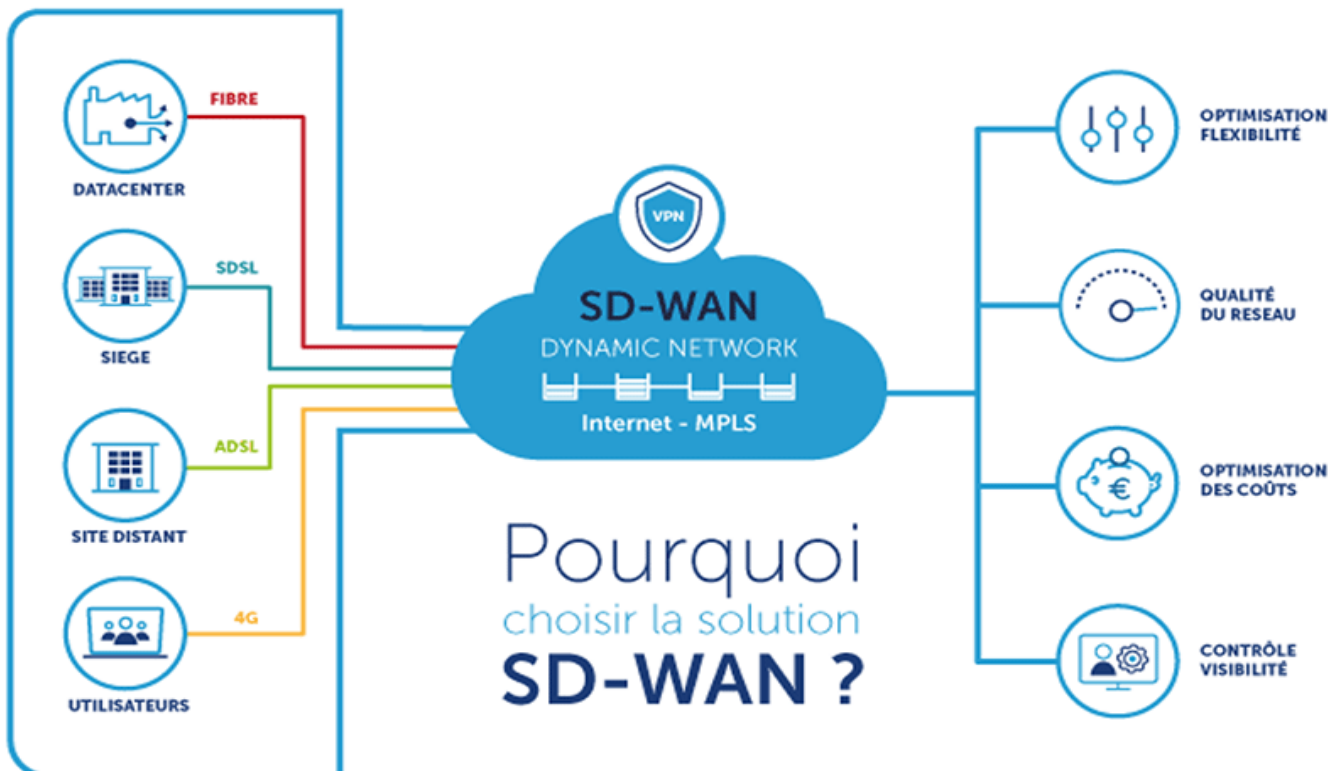 FIBRE
DATACENTER
SDSL
SIEGE
ADSL
SITE DISTANT
4G
UTILISATEURS
VPN
SD-WAN
DYNAMIC NETWORK
Internet - MPLS
Pourquoi
choisir la solution
SD-WAN ?
OPTIMISATION
FLEXIBILITÉ
QUALITÉ
DU RESEAU
€
OPTIMISATION
DES COÛTS
CONTRÔLE
VISIBILITÉ